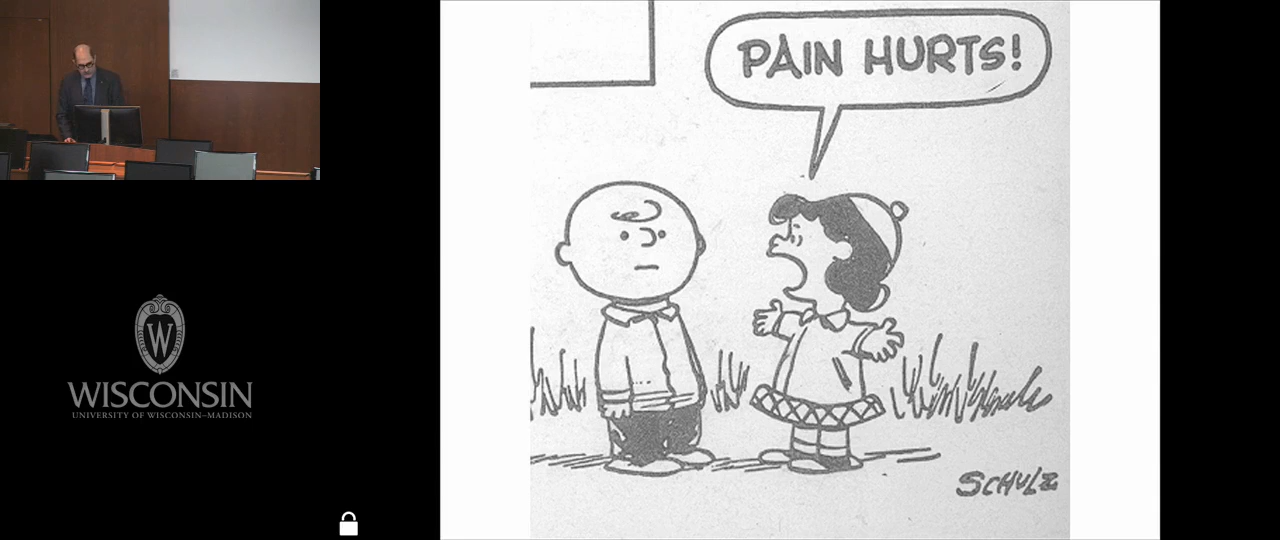 PAIN HURTS!
SCHULZ
W
WISCONSIN
UNIVERSITY OF WISCONSIN–MADISON